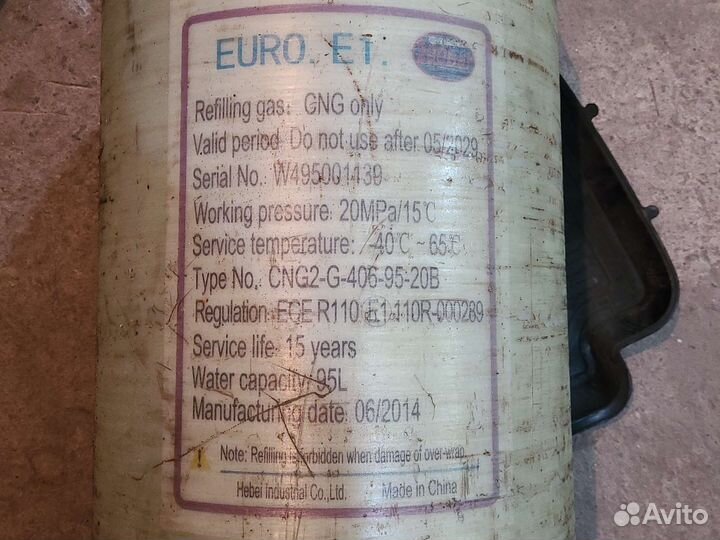 EURO. E1.
Refilling gas: CNG only
Valid period: Do not use after 05/2029
Serial No.: W495001439
Working pressure: 20MPa/15℃
Service temperature: -40℃~65℃
Type No.: CNG2-G-406-95-20B
Regulation: ECE R110 E1 110R-000289
Service life: 15 years
Water capacity: 95L
Manufacturing date: 06/2014
! Note: Refilling is forbidden when damage of over-wrap.
Hebei Industrial Co.,Ltd. Made in China
Avito